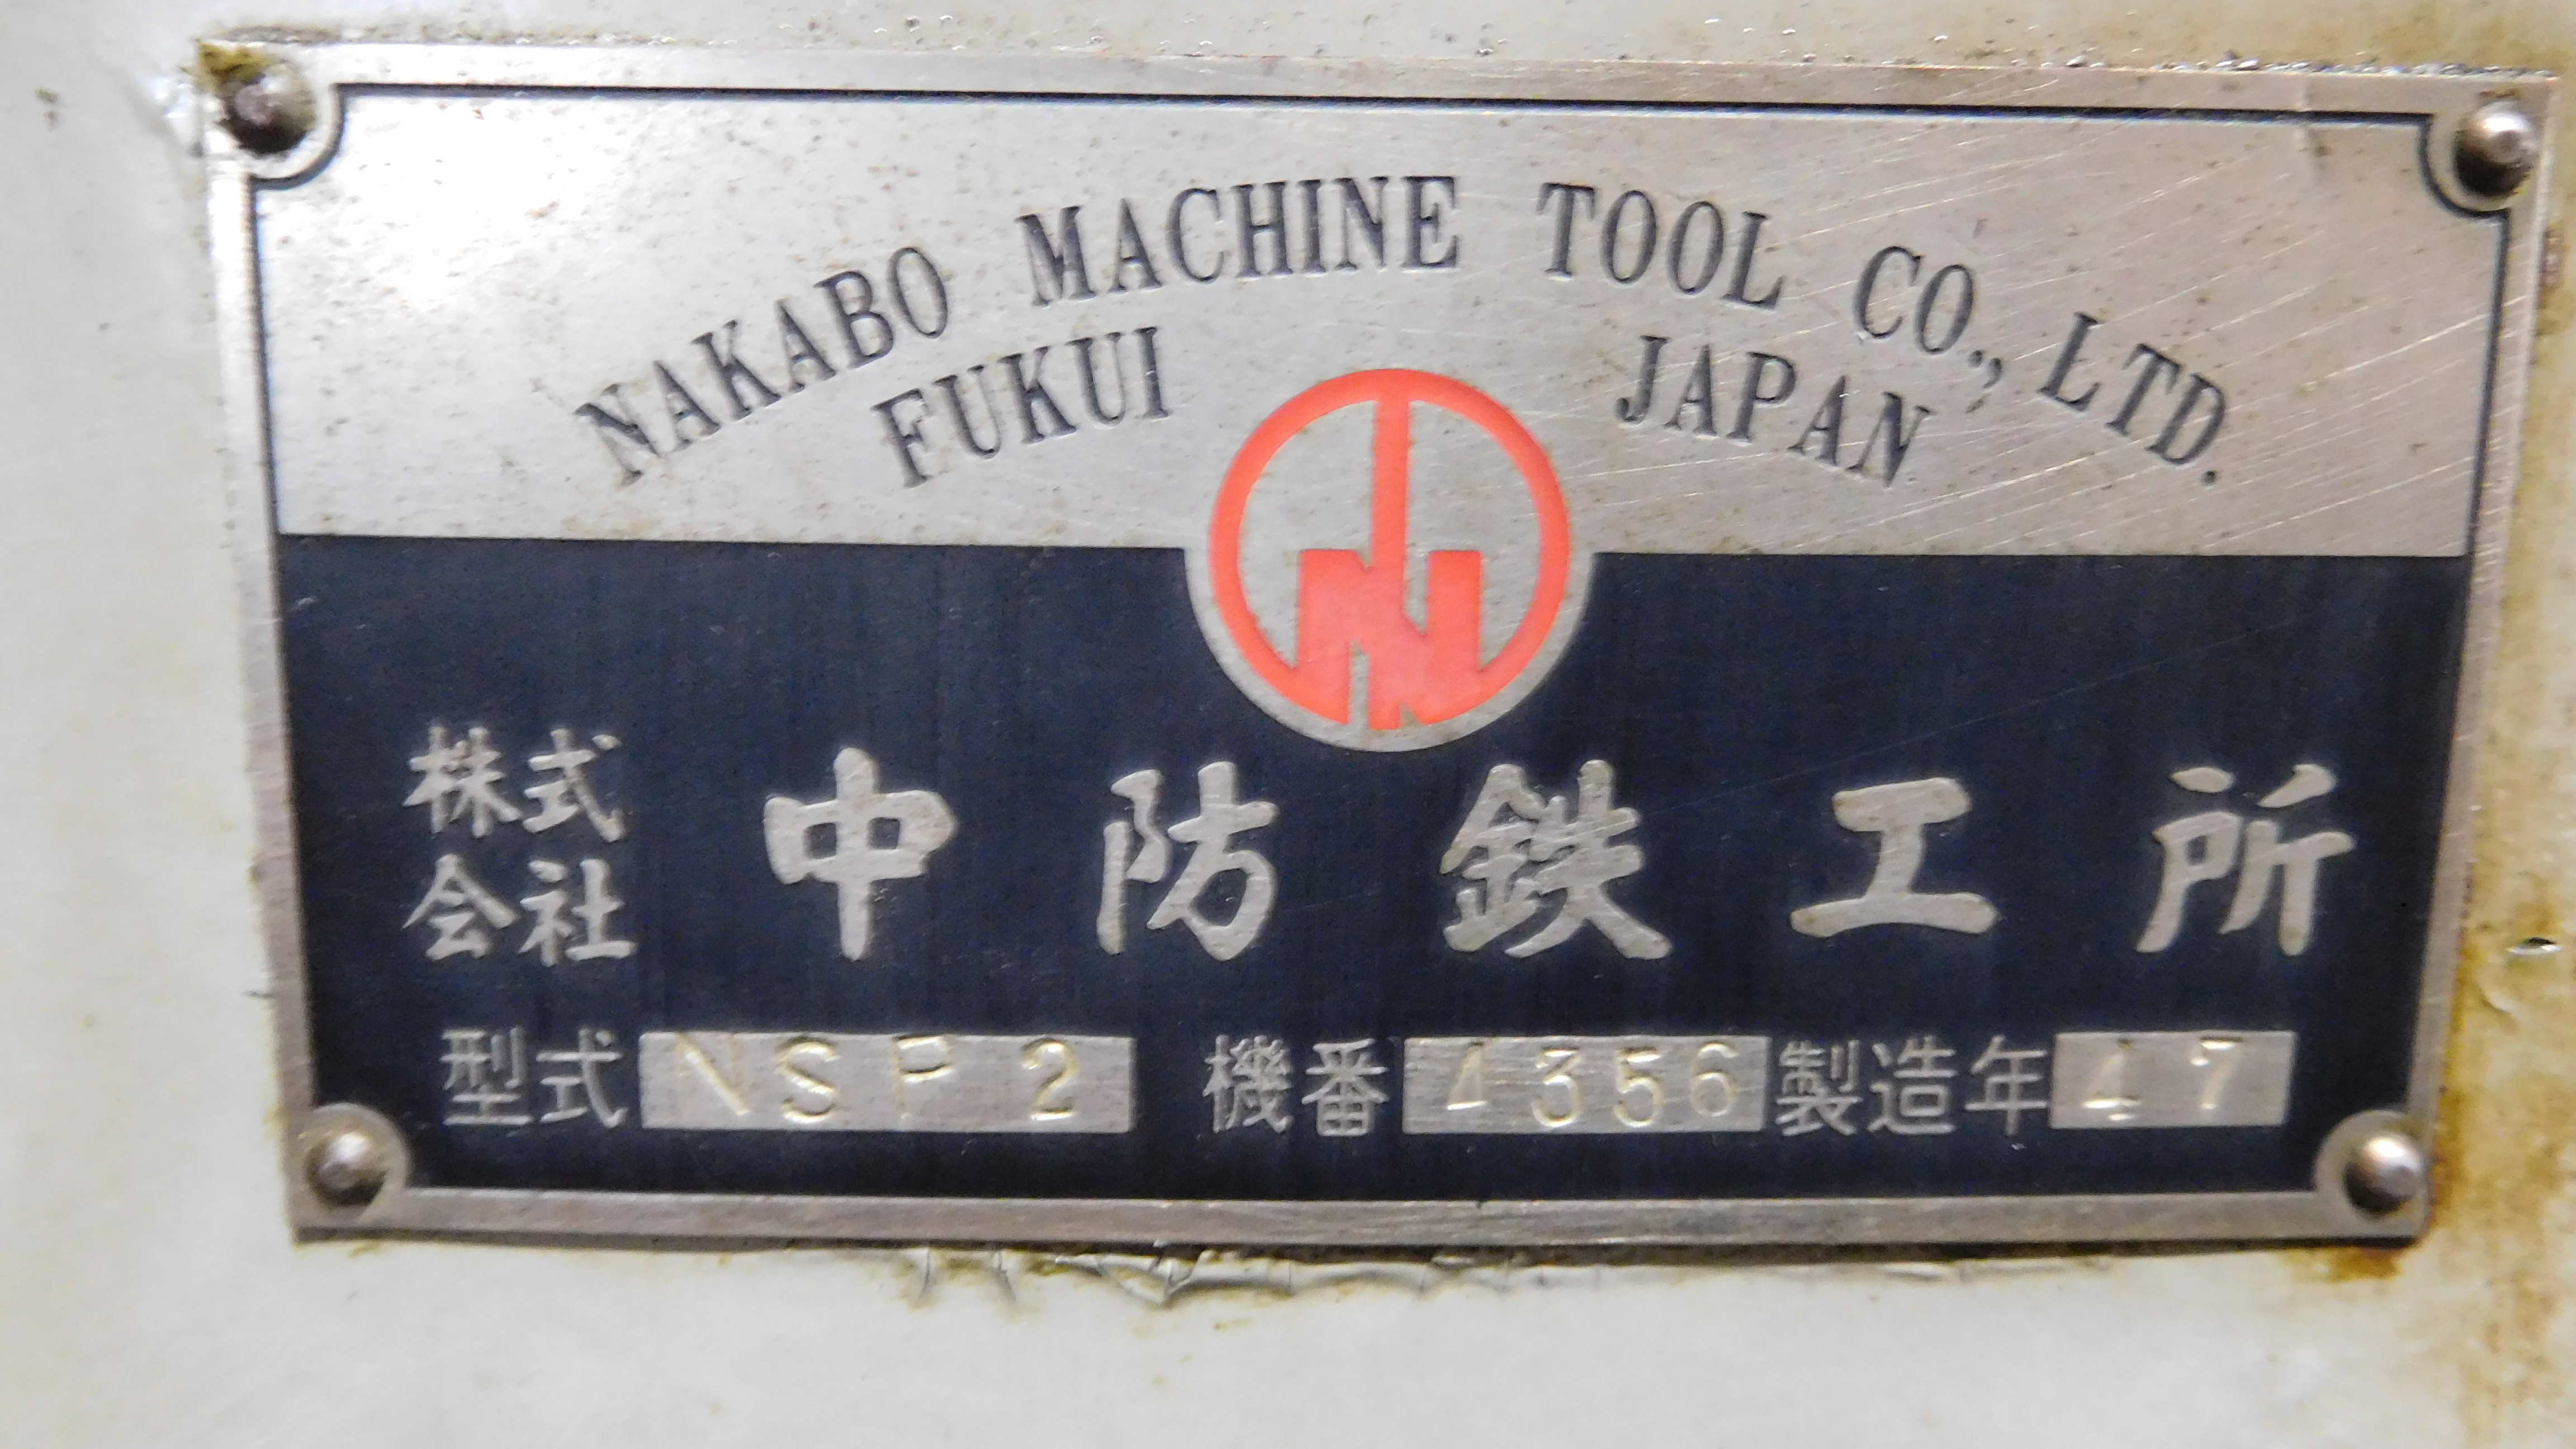 NAKABO MACHINE TOOL CO., LTD.
FUKUI JAPAN
株式会社 中防鉄工所
型式 NSP 2 機番 4356 製造年 47